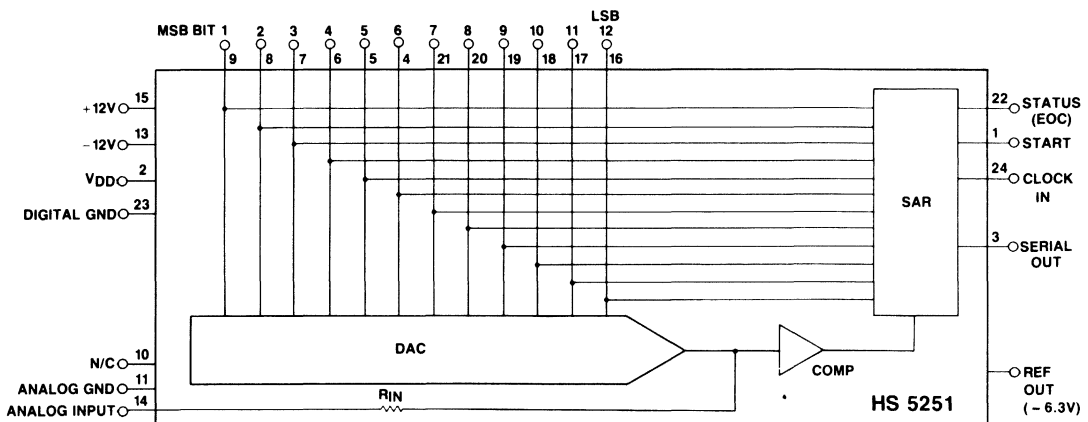 LSB
MSB BIT 1 2 3 4 5 6 7 8 9 10 11 12
9 8 7 6 5 4 21 20 19 18 17 16
+12V 15
-12V 13
VDD 2
DIGITAL GND 23
22 STATUS
(EOC)
1 START
24 CLOCK
IN
SAR
3 SERIAL
OUT
DAC
COMP
N/C 10
ANALOG GND 11
ANALOG INPUT 14
RIN
HS 5251
REF
OUT
(-6.3V)